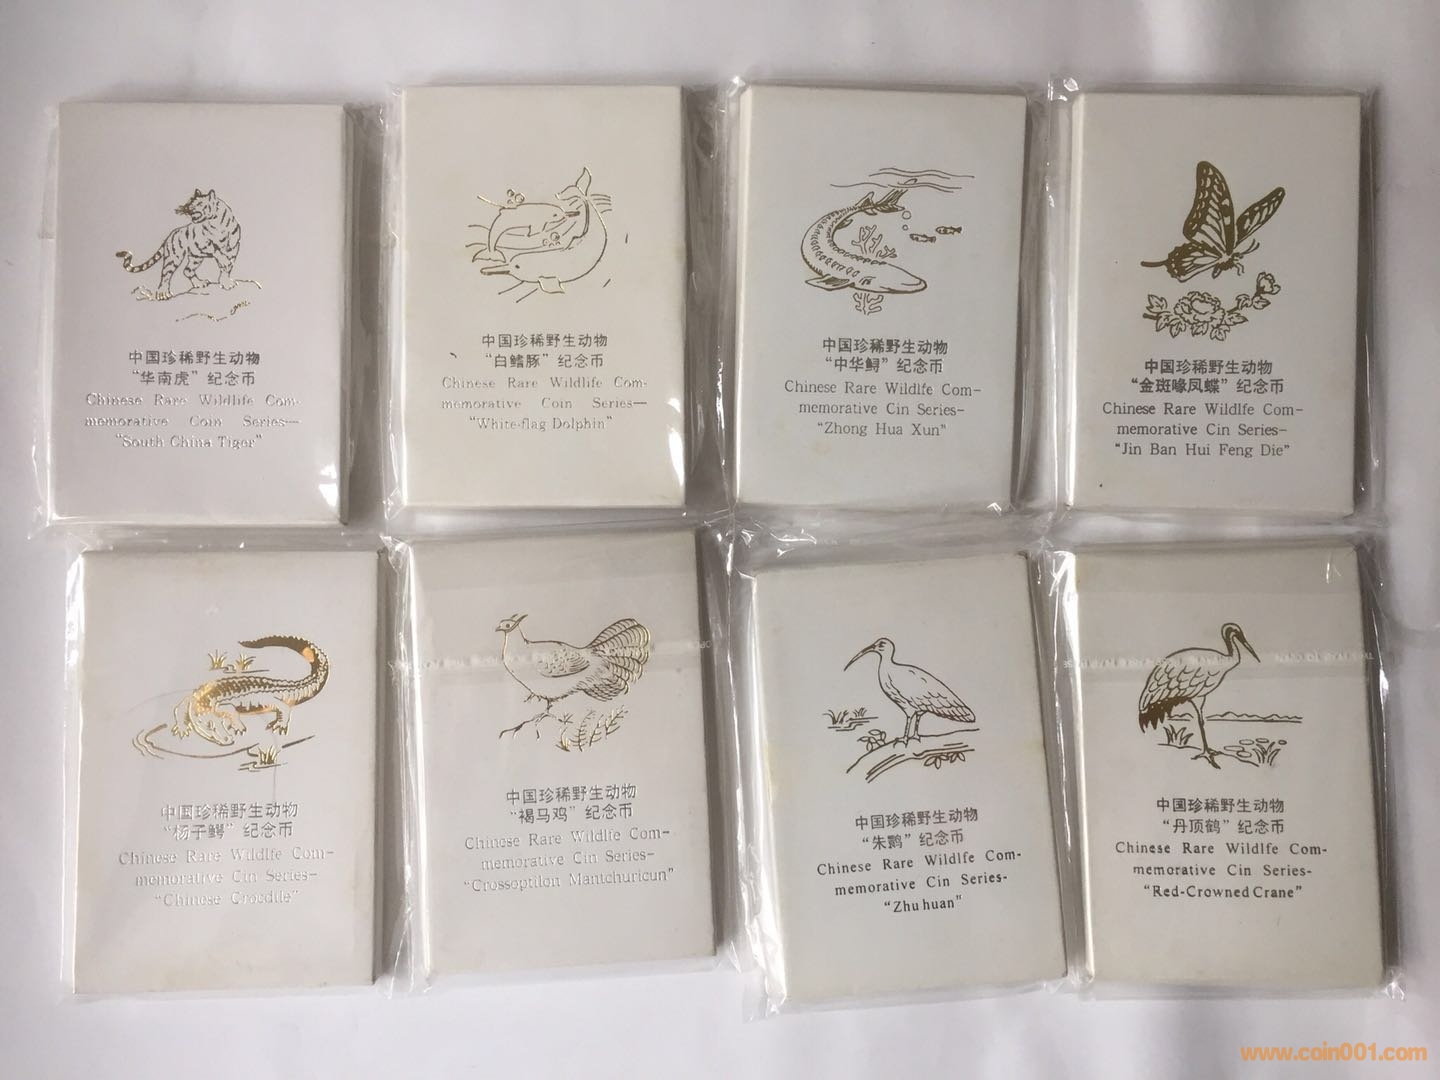 中国珍稀野生动物
“华南虎”纪念币
Chinese Rare Wildlife Com-
memorative Coin Series—
“South China Tiger”
中国珍稀野生动物
“白鱀豚”纪念币
Chinese Rare Wildlife Com-
memorative Coin Series—
“White-flag Dolphin”
中国珍稀野生动物
“中华鲟”纪念币
Chinese Rare Wildlfe Com-
memorative Cin Series-
“Zhong Hua Xun”
中国珍稀野生动物
“金斑喙凤蝶”纪念币
Chinese Rare Wildlfe Com-
memorative Cin Series-
“Jin Ban Hui Feng Die”
中国珍稀野生动物
“杨子鳄”纪念币
Chinese Rare Wildlfe Com-
memorative Cin Series-
“Chinese Crocdile”
中国珍稀野生动物
“褐马鸡”纪念币
Chinese Rare Wildlfe Com-
memorative Cin Series-
“Crossoptilon Mantchuricun”
中国珍稀野生动物
“朱鹮”纪念币
Chinese Rare Wildlfe Com-
memorative Cin Series-
“Zhu huan”
中国珍稀野生动物
“丹顶鹤”纪念币
Chinese Rare Wildlfe Com-
memorative Cin Series-
“Red-Crowned Crane”
www.coin001.com